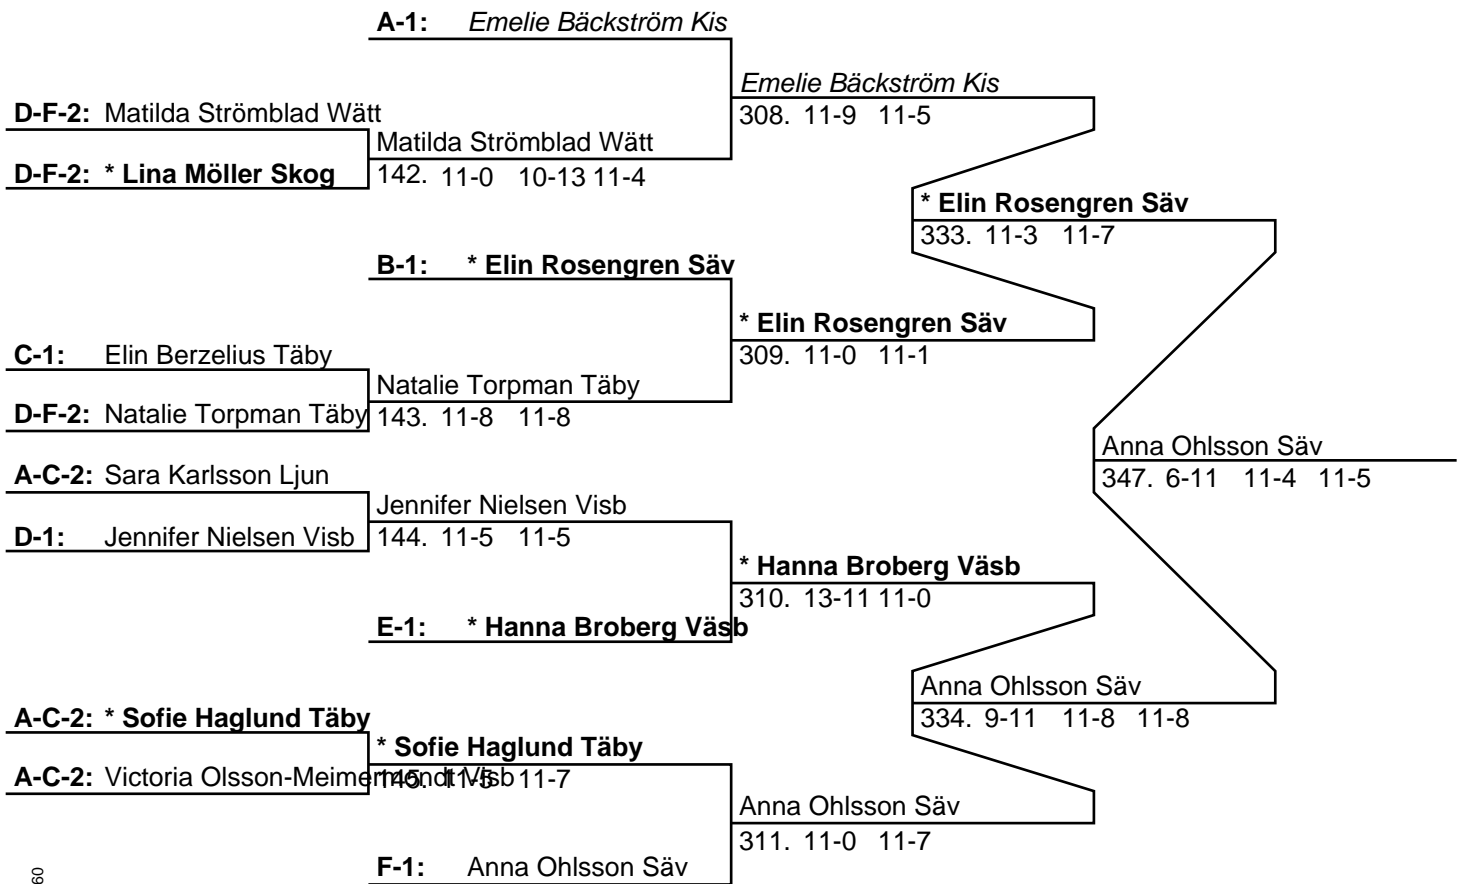 A-1: Emelie Bäckström Kis
Emelie Bäckström Kis
308. 11-9 11-5
D-F-2: Matilda Strömblad Wätt
Matilda Strömblad Wätt
D-F-2: * Lina Möller Skog
142. 11-0 10-13 11-4
* Elin Rosengren Säv
333. 11-3 11-7
B-1: * Elin Rosengren Säv
* Elin Rosengren Säv
309. 11-0 11-1
C-1: Elin Berzelius Täby
Natalie Torpman Täby
D-F-2: Natalie Torpman Täby
143. 11-8 11-8
Anna Ohlsson Säv
347. 6-11 11-4 11-5
A-C-2: Sara Karlsson Ljun
Jennifer Nielsen Visb
D-1: Jennifer Nielsen Visb
144. 11-5 11-5
* Hanna Broberg Väsb
310. 13-11 11-0
E-1: * Hanna Broberg Väsb
Anna Ohlsson Säv
334. 9-11 11-8 11-8
A-C-2: * Sofie Haglund Täby
* Sofie Haglund Täby
A-C-2: Victoria Olsson-Meimermondt Visb
145. 11-5 11-7
Anna Ohlsson Säv
311. 11-0 11-7
F-1: Anna Ohlsson Säv
60